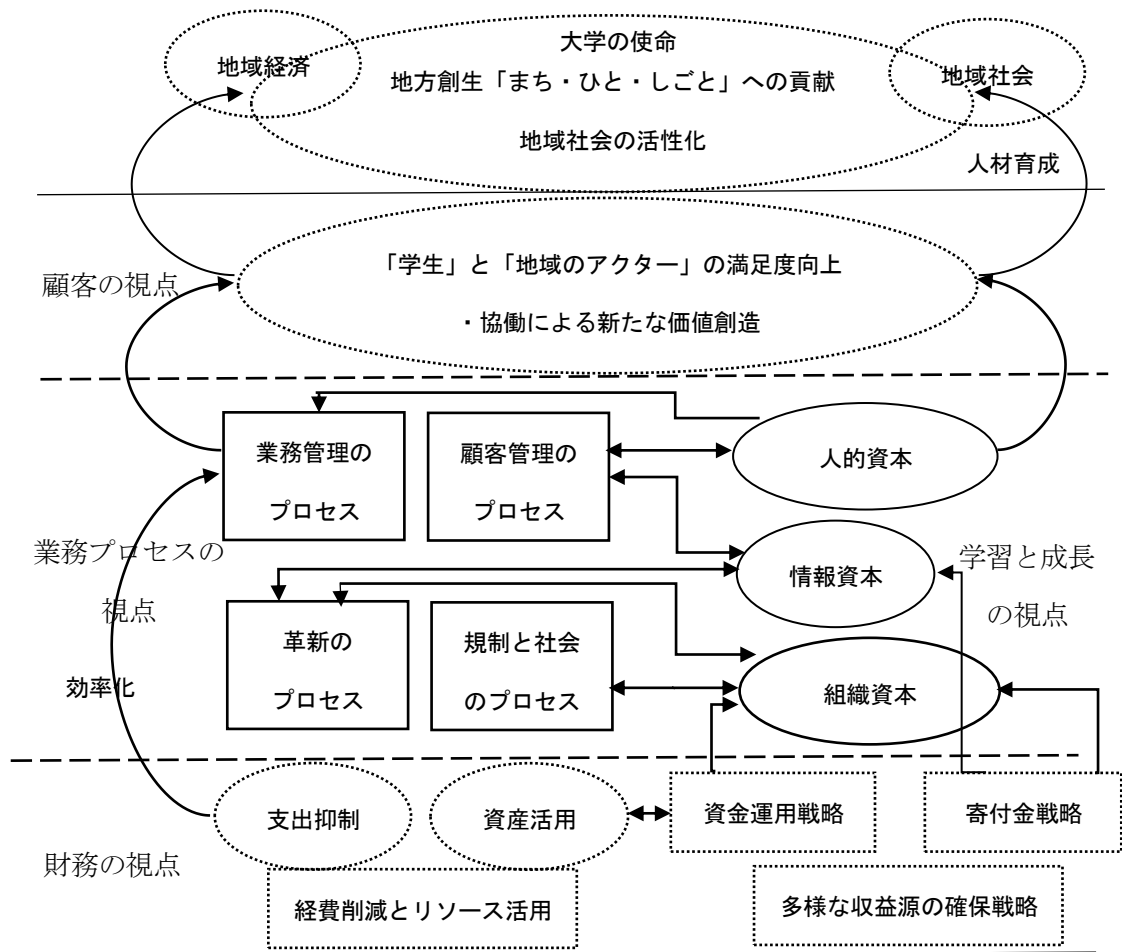 大学の使命
地域経済
地方創生「まち・ひと・しごと」への貢献
地域社会
地域社会の活性化
人材育成
顧客の視点
「学生」と「地域のアクター」の満足度向上
・協働による新たな価値創造
業務管理の
プロセス
顧客管理の
プロセス
人的資本
業務プロセスの
視点
情報資本
学習と成長
の視点
革新の
プロセス
規制と社会
のプロセス
組織資本
効率化
支出抑制
資産活用
資金運用戦略
寄付金戦略
財務の視点
経費削減とリソース活用
多様な収益源の確保戦略